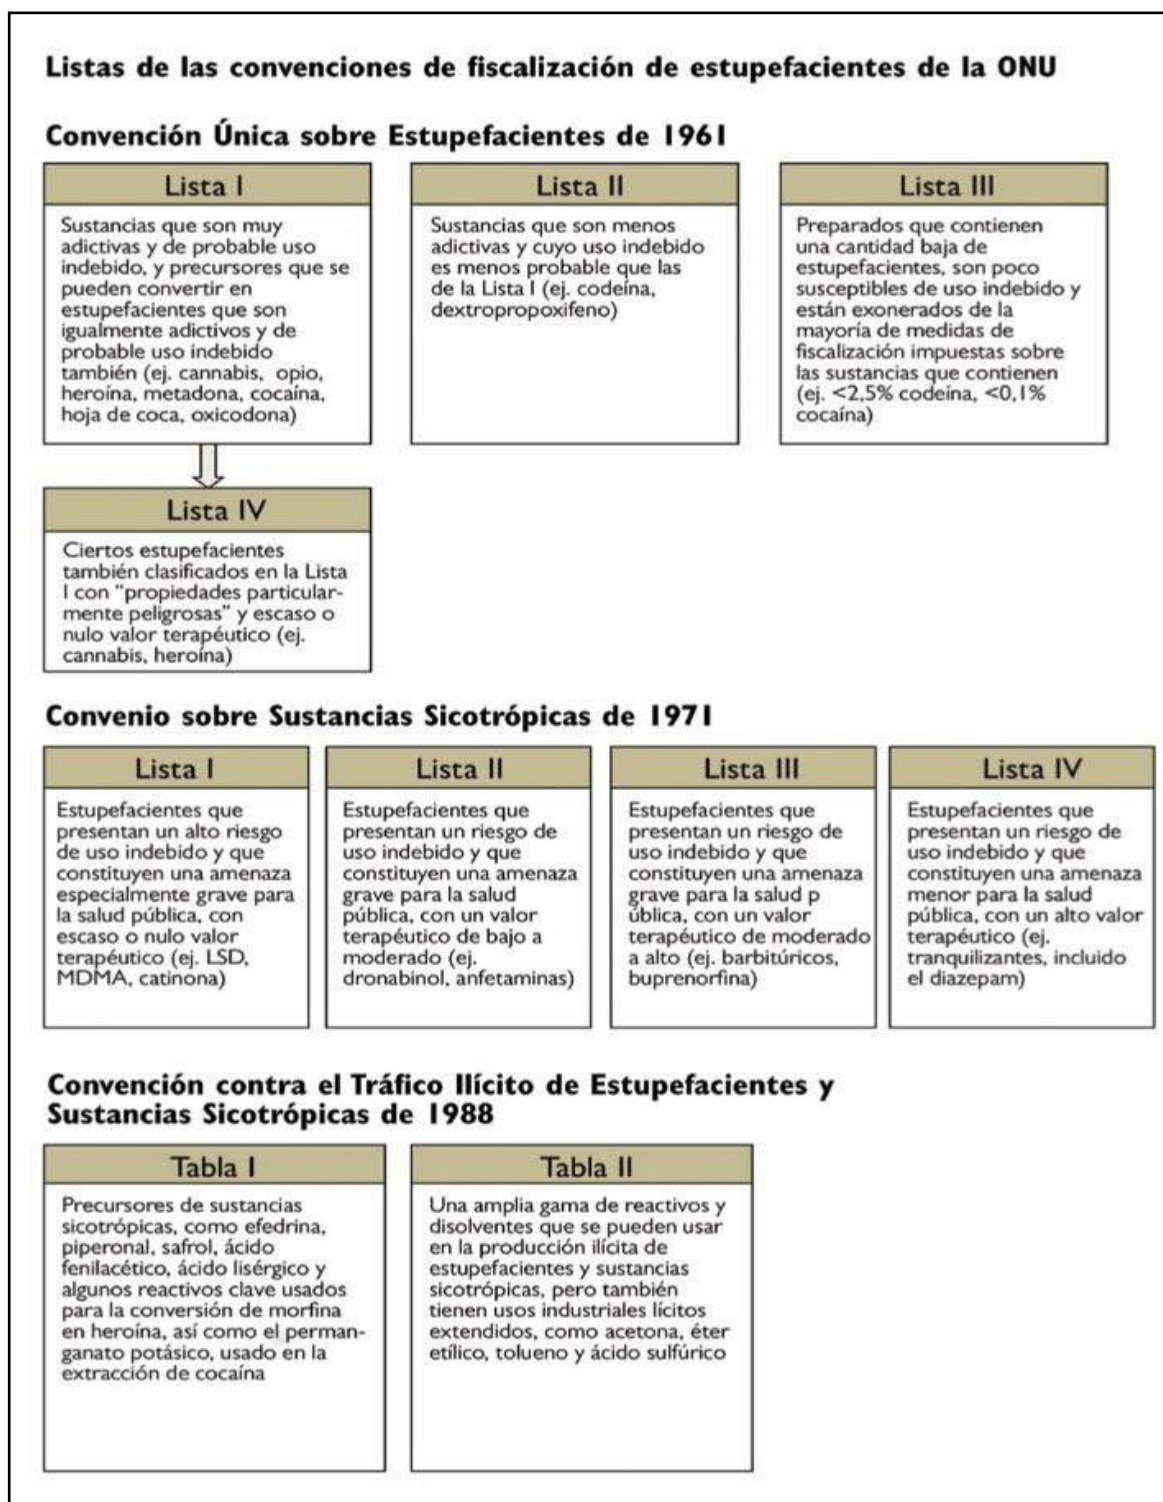 Listas de las convenciones de fiscalización de estupefacientes de la ONU
Convención Única sobre Estupefacientes de 1961
Lista I
Sustancias que son muy
adictivas y de probable uso
indebido, y precursores que se
pueden convertir en
estupefacientes que son
igualmente adictivos y de
probable uso indebido
también (ej. cannabis, opio,
heroína, metadona, cocaína,
hoja de coca, oxicodona)
Lista II
Sustancias que son menos
adictivas y cuyo uso indebido
es menos probable que las
de la Lista I (ej. codeína,
dextropropoxifeno)
Lista III
Preparados que contienen
una cantidad baja de
estupefacientes, son poco
susceptibles de uso indebido y
están exonerados de la
mayoría de medidas de
fiscalización impuestas sobre
las sustancias que contienen
(ej. <2,5% codeína, <0,1%
cocaína)
Lista IV
Ciertos estupefacientes
también clasificados en la Lista
I con "propiedades particular-
mente peligrosas" y escaso o
nulo valor terapéutico (ej.
cannabis, heroína)
Convenio sobre Sustancias Sicotrópicas de 1971
Lista I
Estupefacientes que
presentan un alto riesgo
de uso indebido y que
constituyen una amenaza
especialmente grave para
la salud pública, con
escaso o nulo valor
terapéutico (ej. LSD,
MDMA, catinona)
Lista II
Estupefacientes que
presentan un riesgo de
uso indebido y que
constituyen una amenaza
grave para la salud
pública, con un valor
terapéutico de bajo a
moderado (ej.
dronabinol, anfetaminas)
Lista III
Estupefacientes que
presentan un riesgo de
uso indebido y que
constituyen una amenaza
grave para la salud p
ública, con un valor
terapéutico de moderado
a alto (ej. barbitúricos,
buprenorfina)
Lista IV
Estupefacientes que
presentan un riesgo de
uso indebido y que
constituyen una amenaza
menor para la salud
pública, con un alto valor
terapéutico (ej.
tranquilizantes, incluido
el diazepam)
Convención contra el Tráfico Ilícito de Estupefacientes y
Sustancias Sicotrópicas de 1988
Tabla I
Precursores de sustancias
sicotrópicas, como efedrina,
piperonal, safrol, ácido
fenilacético, ácido lisérgico y
algunos reactivos clave usados
para la conversión de morfina
en heroína, así como el perman-
ganato potásico, usado en la
extracción de cocaína
Tabla II
Una amplia gama de reactivos y
disolventes que se pueden usar
en la producción ilícita de
estupefacientes y sustancias
sicotrópicas, pero también
tienen usos industriales lícitos
extendidos, como acetona, éter
etílico, tolueno y ácido sulfúrico